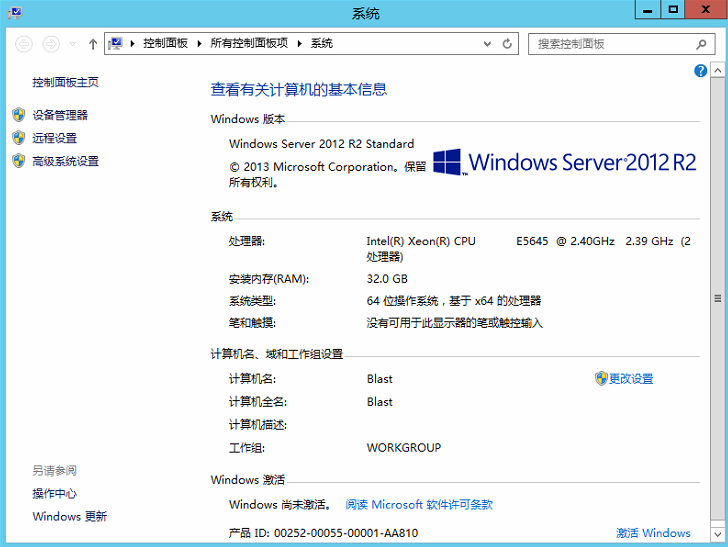 系统
控制面板 所有控制面板项 系统
搜索控制面板
控制面板主页
设备管理器
远程设置
高级系统设置
查看有关计算机的基本信息
Windows 版本
Windows Server 2012 R2 Standard
© 2013 Microsoft Corporation。保留
所有权利。
Windows Server 2012 R2
系统
处理器: Intel(R) Xeon(R) CPU E5645 @ 2.40GHz 2.39 GHz (2
处理器)
安装内存(RAM): 32.0 GB
系统类型: 64 位操作系统，基于 x64 的处理器
笔和触摸: 没有可用于此显示器的笔或触控输入
计算机名、域和工作组设置
计算机名: Blast 更改设置
计算机全名: Blast
计算机描述:
工作组: WORKGROUP
Windows 激活
Windows 尚未激活。 阅读 Microsoft 软件许可条款
产品 ID: 00252-00055-00001-AA810 激活 Windows
另请参阅
操作中心
Windows 更新